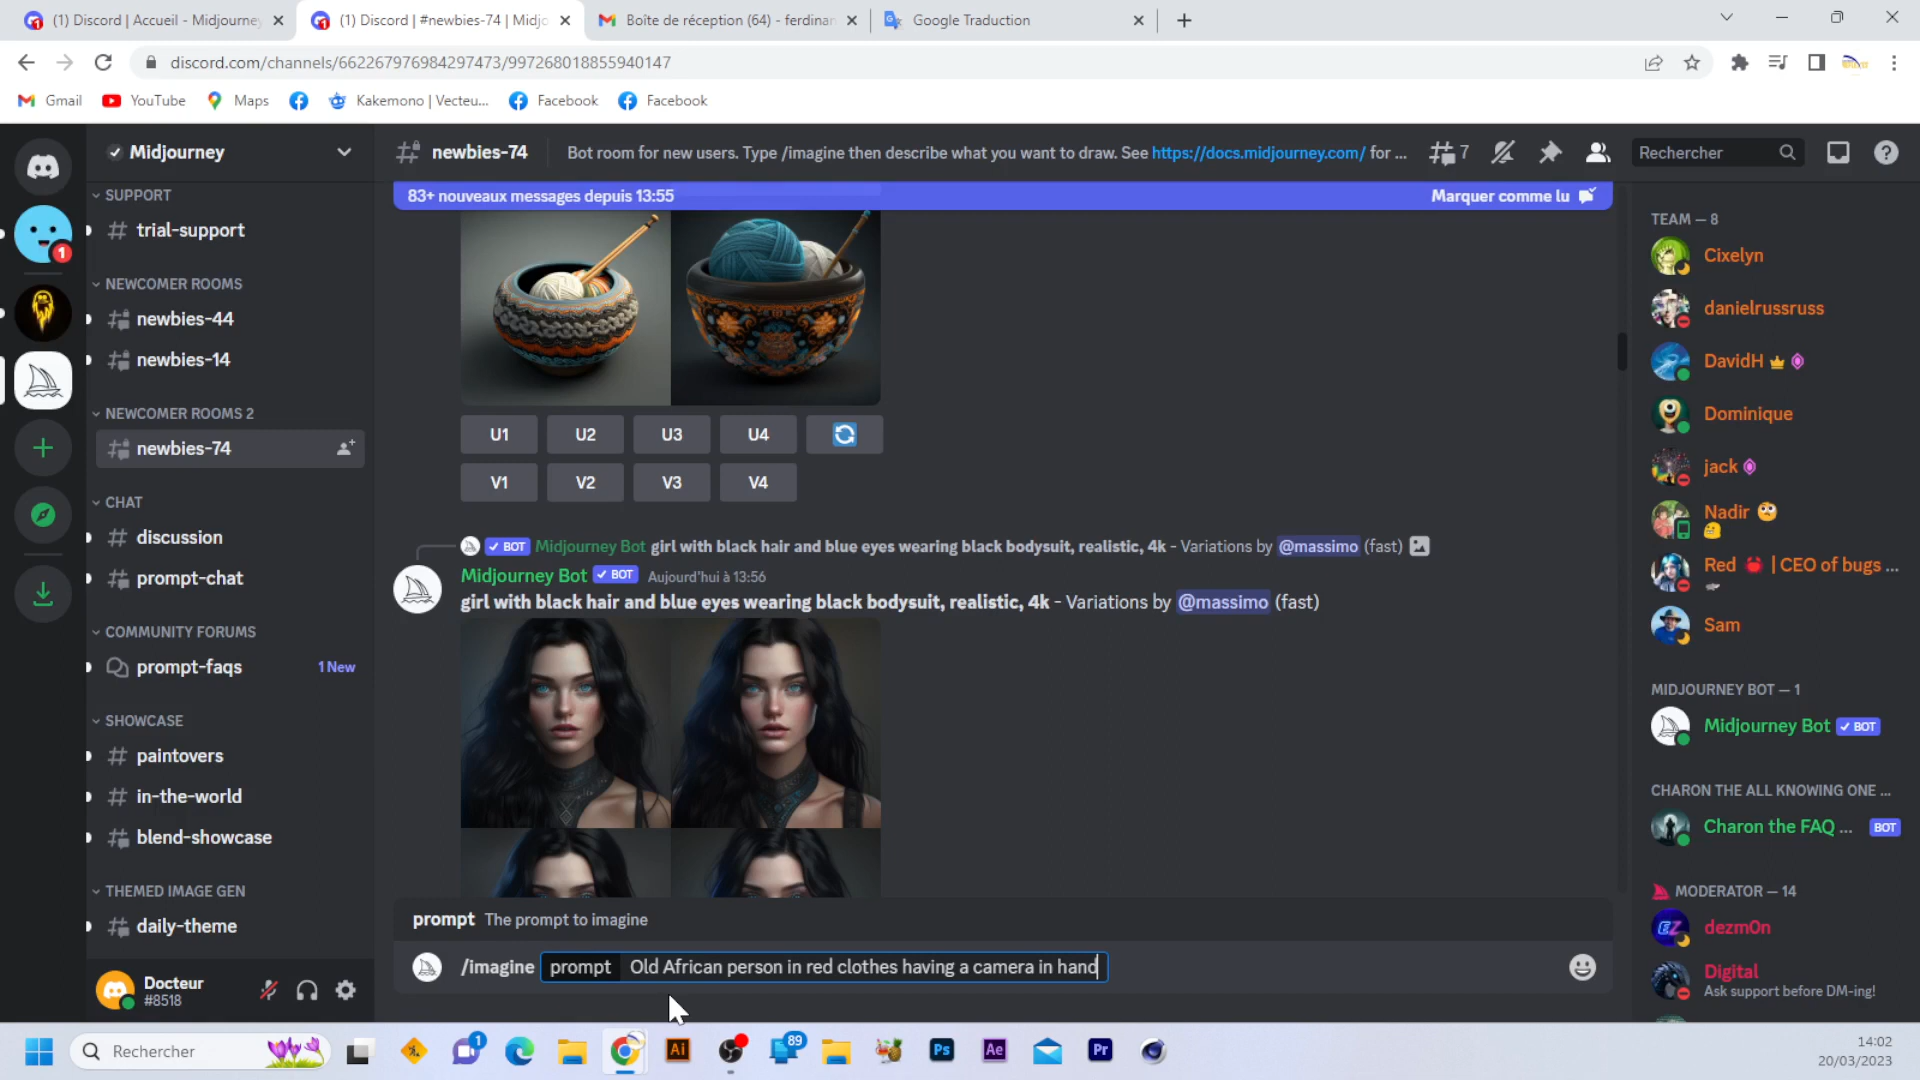 (1) Discord | Accueil - Midjourney
(1) Discord | #newbies-74 | Midjo
Boîte de réception (64) - ferdinan
Google Traduction
discord.com/channels/662267976984297473/997268018855940147
Gmail
YouTube
Maps
Kakemono | Vecteu...
Facebook
Facebook
Midjourney
newbies-74
Bot room for new users. Type /imagine then describe what you want to draw. See https://docs.midjourney.com/ for ...
7
Rechercher
83+ nouveaux messages depuis 13:55
Marquer comme lu
SUPPORT
trial-support
NEWCOMER ROOMS
newbies-44
newbies-14
NEWCOMER ROOMS 2
newbies-74
CHAT
discussion
prompt-chat
COMMUNITY FORUMS
prompt-faqs
1 New
SHOWCASE
paintovers
in-the-world
blend-showcase
THEMED IMAGE GEN
daily-theme
Docteur
#8518
1
U1
U2
U3
U4
V1
V2
V3
V4
BOT Midjourney Bot girl with black hair and blue eyes wearing black bodysuit, realistic, 4k - Variations by @massimo (fast)
Midjourney Bot BOT Aujourd'hui à 13:56
girl with black hair and blue eyes wearing black bodysuit, realistic, 4k - Variations by @massimo (fast)
prompt The prompt to imagine
/imagine prompt Old African person in red clothes having a camera in hand
TEAM — 8
Cixelyn
danielrussruss
DavidH
Dominique
jack
Nadir
Red | CEO of bugs ...
Sam
MIDJOURNEY BOT — 1
Midjourney Bot BOT
CHARON THE ALL KNOWING ONE ...
Charon the FAQ ... BOT
MODERATOR — 14
dezm0n
Digital
Ask support before DM-ing!
Rechercher
1
Ai
89
Ps
Ae
Pr
14:02
20/03/2023